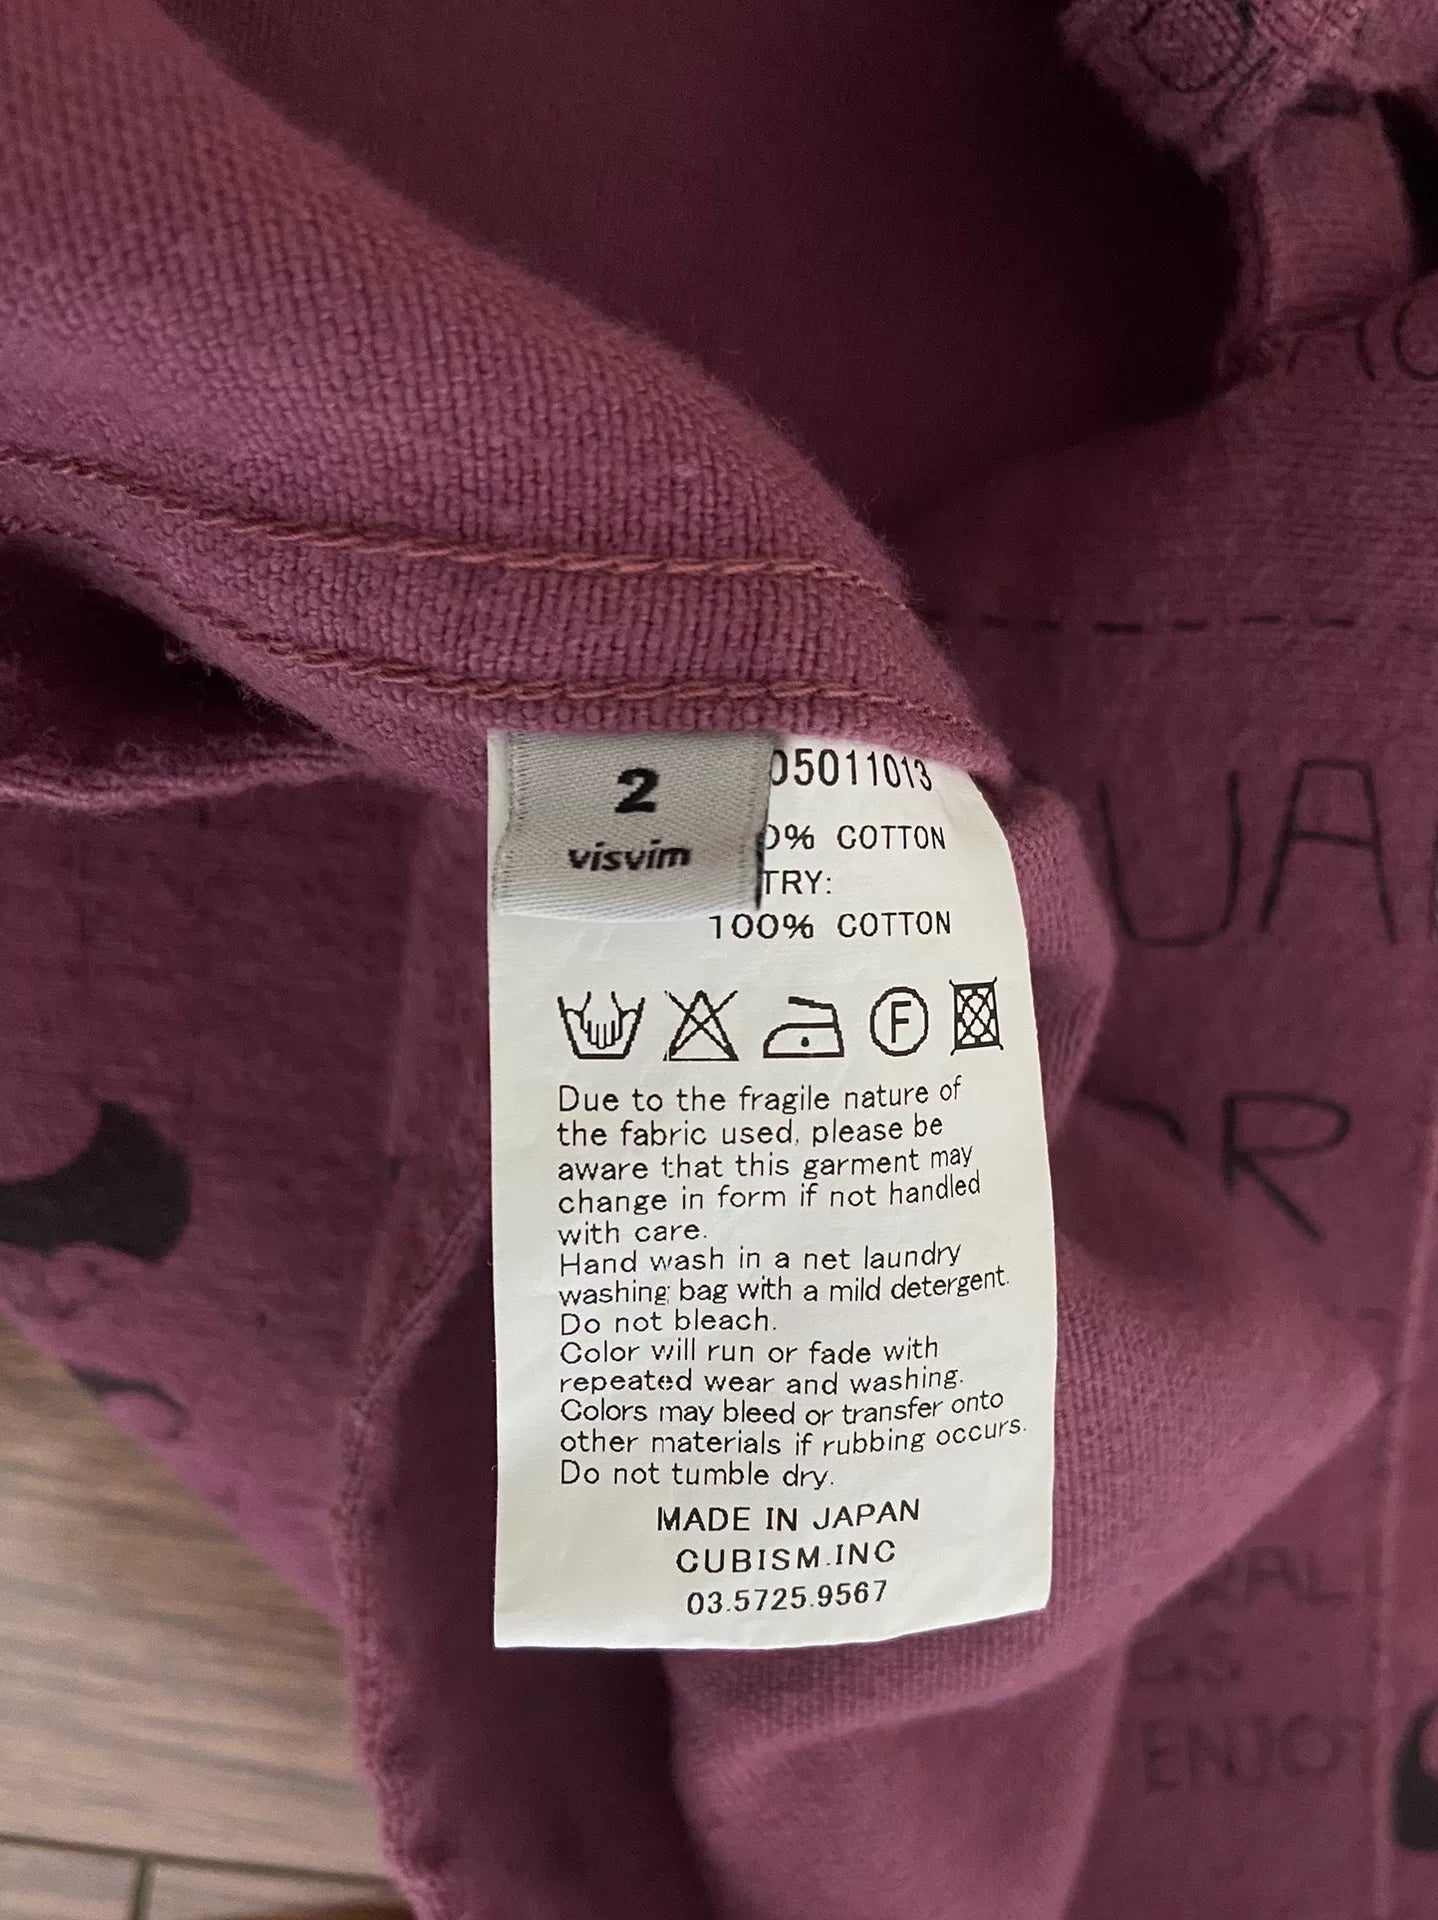 2
visvim
05011013
0% COTTON
TRY:
100% COTTON
F
Due to the fragile nature of
the fabric used, please be
aware that this garment may
change in form if not handled
with care.
Hand wash in a net laundry
washing bag with a mild detergent.
Do not bleach.
Color will run or fade with
repeated wear and washing.
Colors may bleed or transfer onto
other materials if rubbing occurs.
Do not tumble dry.
MADE IN JAPAN
CUBISM.INC
03.5725.9567
UA
R
ENJO